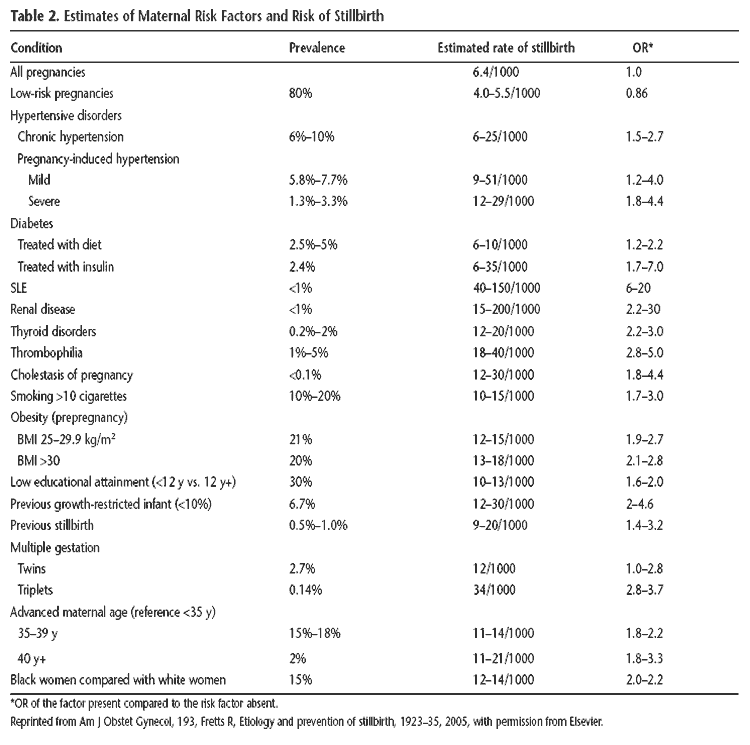 Table 2. Estimates of Maternal Risk Factors and Risk of Stillbirth
Condition Prevalence Estimated rate of stillbirth OR*
All pregnancies 6.4/1000 1.0
Low-risk pregnancies 80% 4.0–5.5/1000 0.86
Hypertensive disorders
Chronic hypertension 6%–10% 6–25/1000 1.5–2.7
Pregnancy-induced hypertension
Mild 5.8%–7.7% 9–51/1000 1.2–4.0
Severe 1.3%–3.3% 12–29/1000 1.8–4.4
Diabetes
Treated with diet 2.5%–5% 6–10/1000 1.2–2.2
Treated with insulin 2.4% 6–35/1000 1.7–7.0
SLE <1% 40–150/1000 6–20
Renal disease <1% 15–200/1000 2.2–30
Thyroid disorders 0.2%–2% 12–20/1000 2.2–3.0
Thrombophilia 1%–5% 18–40/1000 2.8–5.0
Cholestasis of pregnancy <0.1% 12–30/1000 1.8–4.4
Smoking >10 cigarettes 10%–20% 10–15/1000 1.7–3.0
Obesity (prepregnancy)
BMI 25–29.9 kg/m² 21% 12–15/1000 1.9–2.7
BMI >30 20% 13–18/1000 2.1–2.8
Low educational attainment (<12 y vs. 12 y+) 30% 10–13/1000 1.6–2.0
Previous growth-restricted infant (<10%) 6.7% 12–30/1000 2–4.6
Previous stillbirth 0.5%–1.0% 9–20/1000 1.4–3.2
Multiple gestation
Twins 2.7% 12/1000 1.0–2.8
Triplets 0.14% 34/1000 2.8–3.7
Advanced maternal age (reference <35 y)
35–39 y 15%–18% 11–14/1000 1.8–2.2
40 y+ 2% 11–21/1000 1.8–3.3
Black women compared with white women 15% 12–14/1000 2.0–2.2
*OR of the factor present compared to the risk factor absent.
Reprinted from Am J Obstet Gynecol, 193, Fretts R, Etiology and prevention of stillbirth, 1923–35, 2005, with permission from Elsevier.